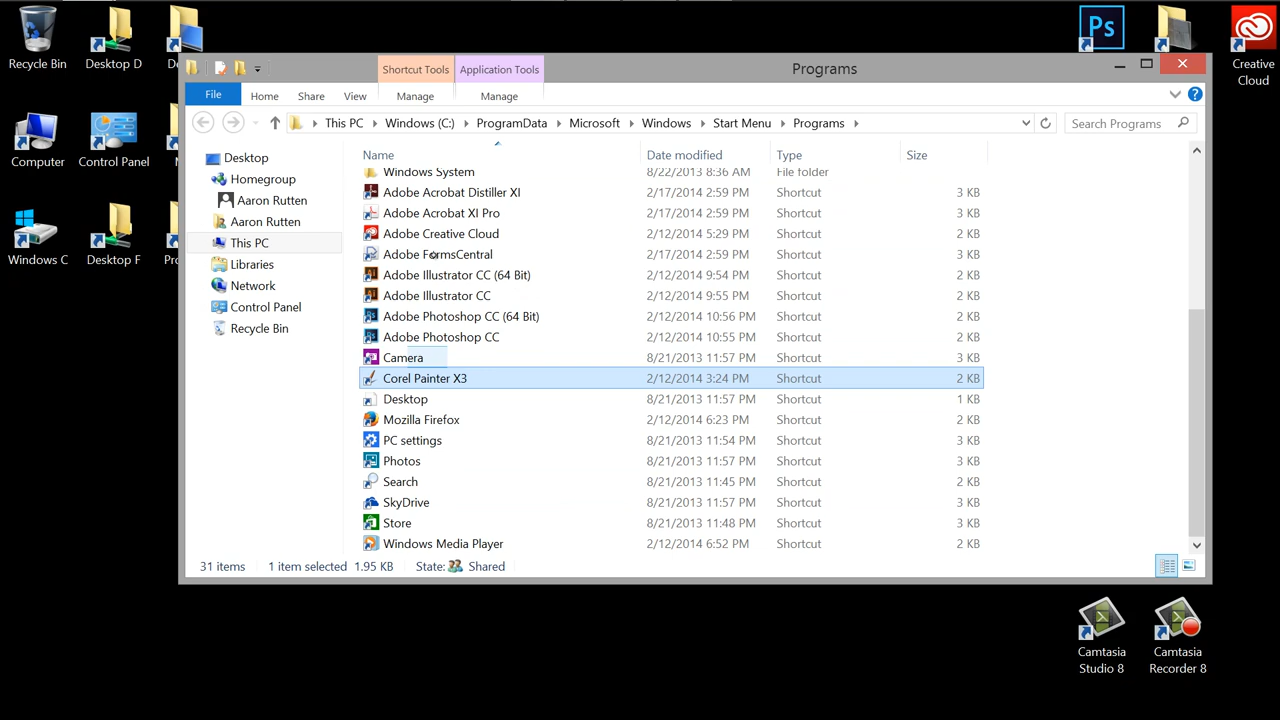 Ps
Recycle Bin
Desktop D
Creative
Cloud
Shortcut Tools
Application Tools
Programs
File
Home
Share
View
Manage
Manage
This PC
Windows (C:)
ProgramData
Microsoft
Windows
Start Menu
Programs
Search Programs
Computer
Control Panel
Windows C
Desktop F
Desktop
Homegroup
Aaron Rutten
Aaron Rutten
This PC
Libraries
Network
Control Panel
Recycle Bin
Name Date modified Type Size
Windows System 8/22/2013 8:36 AM File folder
Adobe Acrobat Distiller XI 2/17/2014 2:59 PM Shortcut 3 KB
Adobe Acrobat XI Pro 2/17/2014 2:59 PM Shortcut 3 KB
Adobe Creative Cloud 2/12/2014 5:29 PM Shortcut 3 KB
Adobe FormsCentral 2/17/2014 2:59 PM Shortcut 3 KB
Adobe Illustrator CC (64 Bit) 2/12/2014 9:54 PM Shortcut 2 KB
Adobe Illustrator CC 2/12/2014 9:55 PM Shortcut 2 KB
Adobe Photoshop CC (64 Bit) 2/12/2014 10:56 PM Shortcut 2 KB
Adobe Photoshop CC 2/12/2014 10:55 PM Shortcut 2 KB
Camera 8/21/2013 11:57 PM Shortcut 3 KB
Corel Painter X3 2/12/2014 3:24 PM Shortcut 2 KB
Desktop 8/21/2013 11:57 PM Shortcut 1 KB
Mozilla Firefox 2/12/2014 6:23 PM Shortcut 2 KB
PC settings 8/21/2013 11:54 PM Shortcut 3 KB
Photos 8/21/2013 11:57 PM Shortcut 3 KB
Search 8/21/2013 11:45 PM Shortcut 2 KB
SkyDrive 8/21/2013 11:57 PM Shortcut 3 KB
Store 8/21/2013 11:48 PM Shortcut 3 KB
Windows Media Player 2/12/2014 6:52 PM Shortcut 2 KB
31 items 1 item selected 1.95 KB State: Shared
Camtasia
Studio 8
Camtasia
Recorder 8